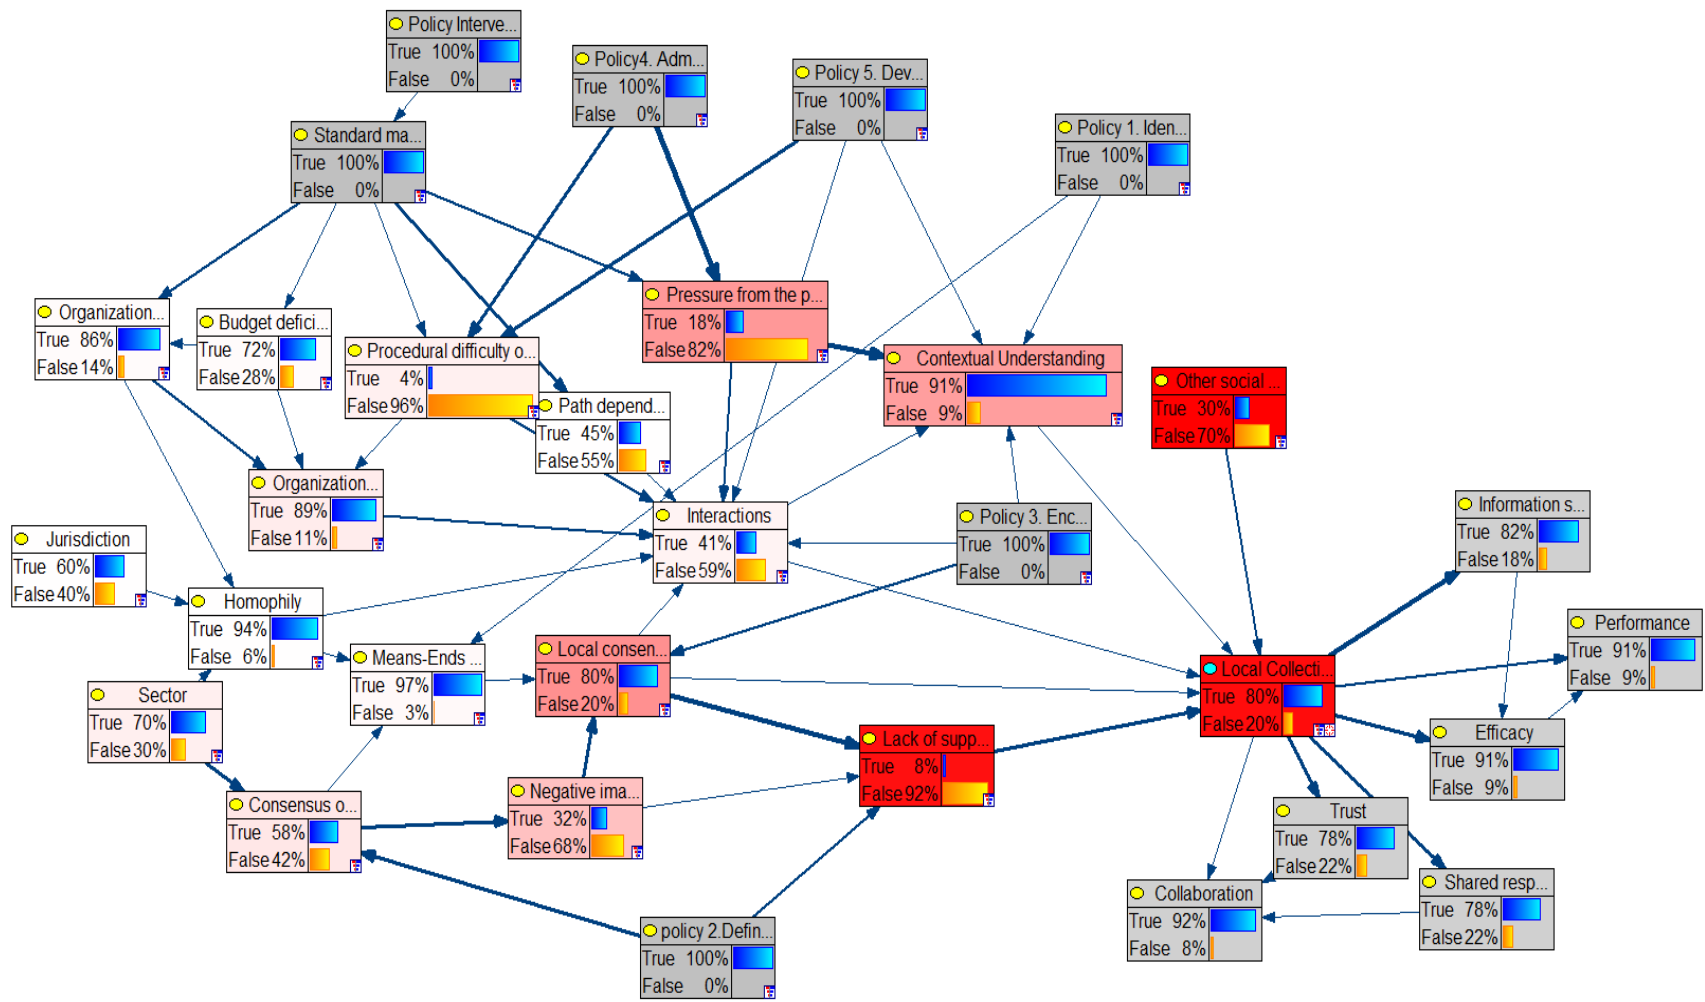 Policy Interve...
True 100%
False 0%
Policy4. Adm...
True 100%
False 0%
Policy 5. Dev...
True 100%
False 0%
Policy 1. Iden...
True 100%
False 0%
Standard ma...
True 100%
False 0%
Organization...
True 86%
False 14%
Budget defici...
True 72%
False 28%
Procedural difficulty o...
True 4%
False 96%
Pressure from the p...
True 18%
False 82%
Contextual Understanding
True 91%
False 9%
Other social ...
True 30%
False 70%
Path depend...
True 45%
False 55%
Organization...
True 89%
False 11%
Interactions
True 41%
False 59%
Policy 3. Enc...
True 100%
False 0%
Information s...
True 82%
False 18%
Jurisdiction
True 60%
False 40%
Homophily
True 94%
False 6%
Means-Ends ...
True 97%
False 3%
Local consen...
True 80%
False 20%
Local Collecti...
True 80%
False 20%
Performance
True 91%
False 9%
Sector
True 70%
False 30%
Lack of supp...
True 8%
False 92%
Efficacy
True 91%
False 9%
Consensus o...
True 58%
False 42%
Negative ima...
True 32%
False 68%
Trust
True 78%
False 22%
Collaboration
True 92%
False 8%
Shared resp...
True 78%
False 22%
policy 2.Defin...
True 100%
False 0%